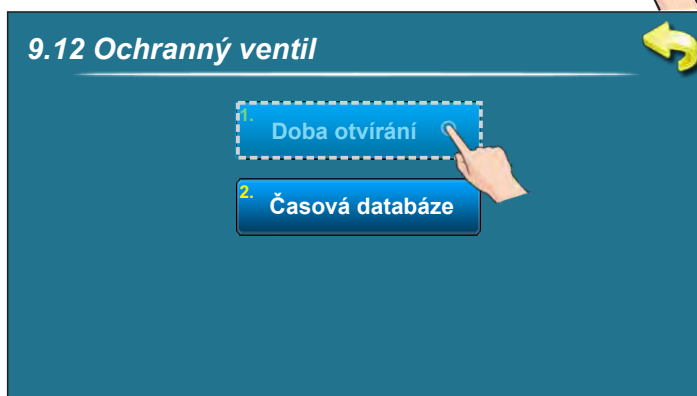 9.12 Ochranný ventil
1.
Doba otvírání
2.
Časová databáze